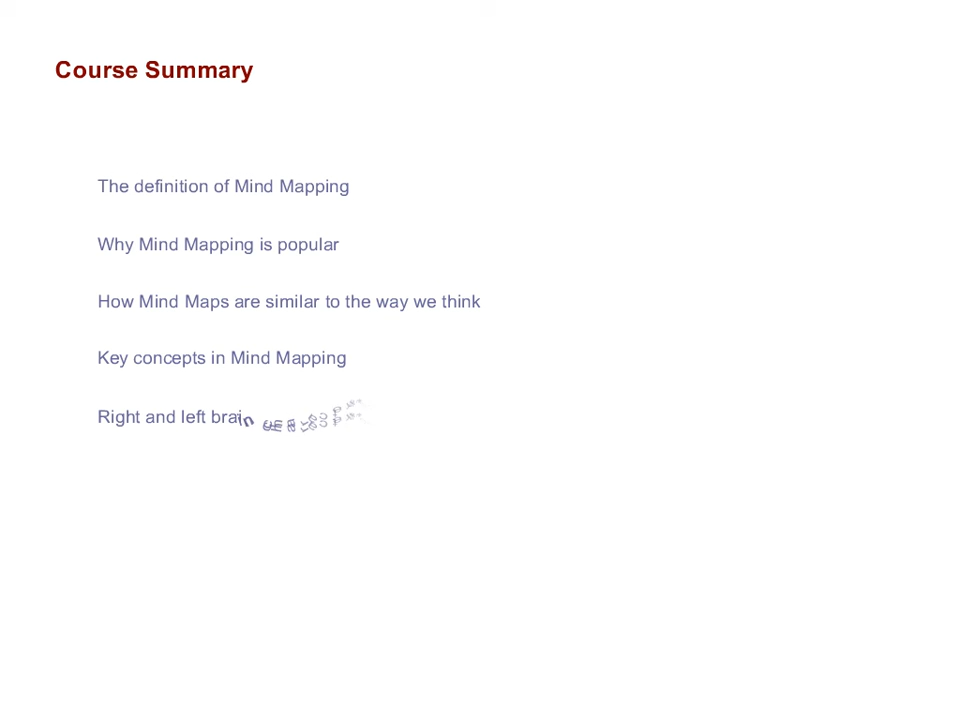 Course Summary
The definition of Mind Mapping
Why Mind Mapping is popular
How Mind Maps are similar to the way we think
Key concepts in Mind Mapping
Right and left brain